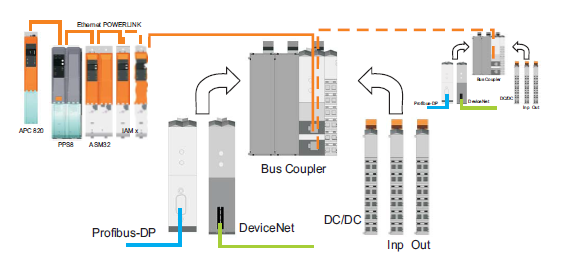 Ethernet POWERLINK
APC 820
PPS8
ASM32
IAM x
Bus Coupler
Profibus-DP
DeviceNet
DC/DC
Inp Out
Bus Coupler
Profibus-DP
DeviceNet
DC/DC
Inp Out